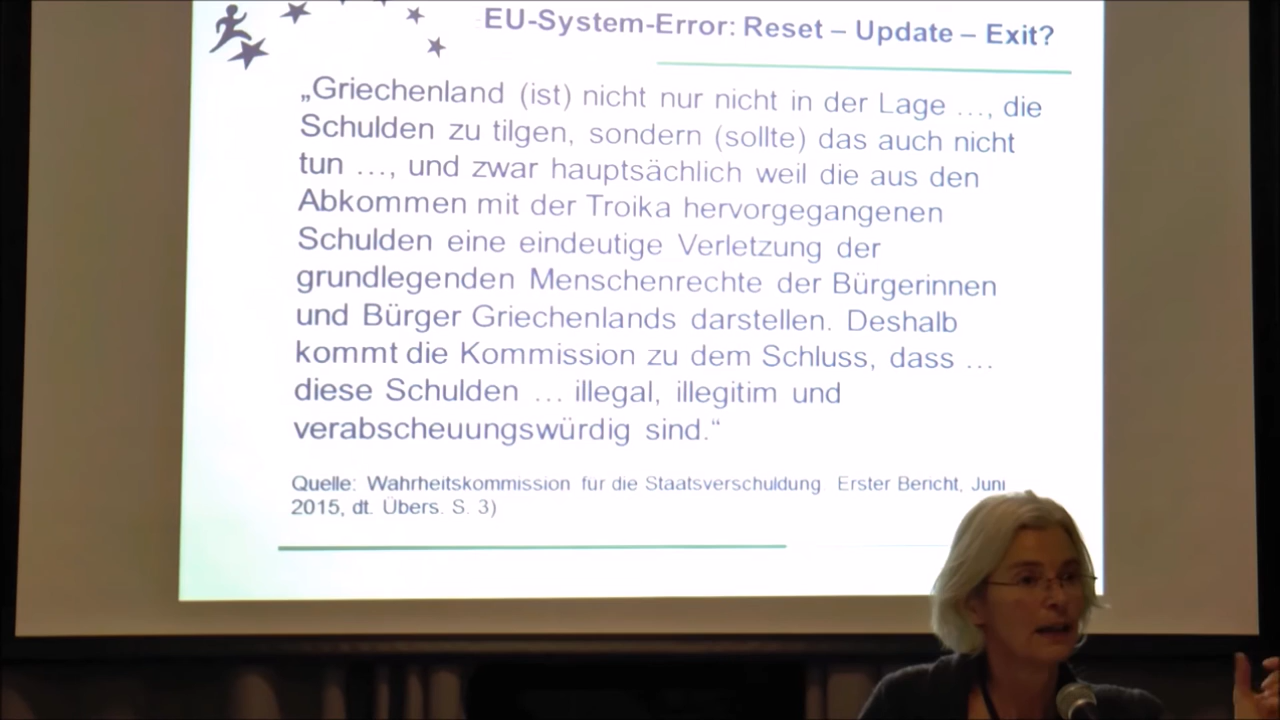 EU-System-Error: Reset – Update – Exit?
„Griechenland (ist) nicht nur nicht in der Lage …, die
Schulden zu tilgen, sondern (sollte) das auch nicht
tun …, und zwar hauptsächlich weil die aus den
Abkommen mit der Troika hervorgegangenen
Schulden eine eindeutige Verletzung der
grundlegenden Menschenrechte der Bürgerinnen
und Bürger Griechenlands darstellen. Deshalb
kommt die Kommission zu dem Schluss, dass …
diese Schulden … illegal, illegitim und
verabscheuungswürdig sind.“
Quelle: Wahrheitskommission für die Staatsverschuldung Erster Bericht, Juni
2015, dt. Übers. S. 3)